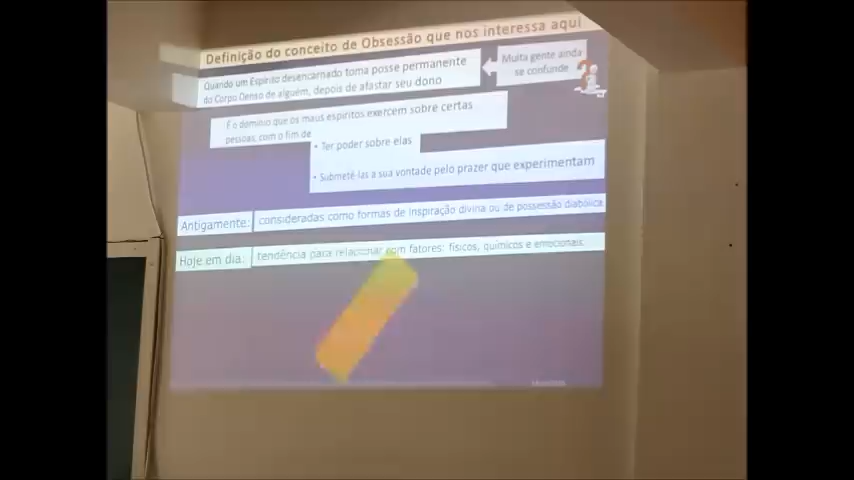 Definição do conceito de Obsessão que nos interessa aqui
Quando um Espírito desencarnado toma posse permanente
do Corpo Denso de alguém, depois de afastar seu dono
Muita gente ainda
se confunde
É o domínio que os maus espíritos exercem sobre certas
pessoas, com o fim de
• Ter poder sobre elas
• Submetê-las a sua vontade pelo prazer que experimentam
Antigamente: consideradas como formas de inspiração divina ou de possessão diabólica
Hoje em dia: tendência para relacionar com fatores: físicos, químicos e emocionais